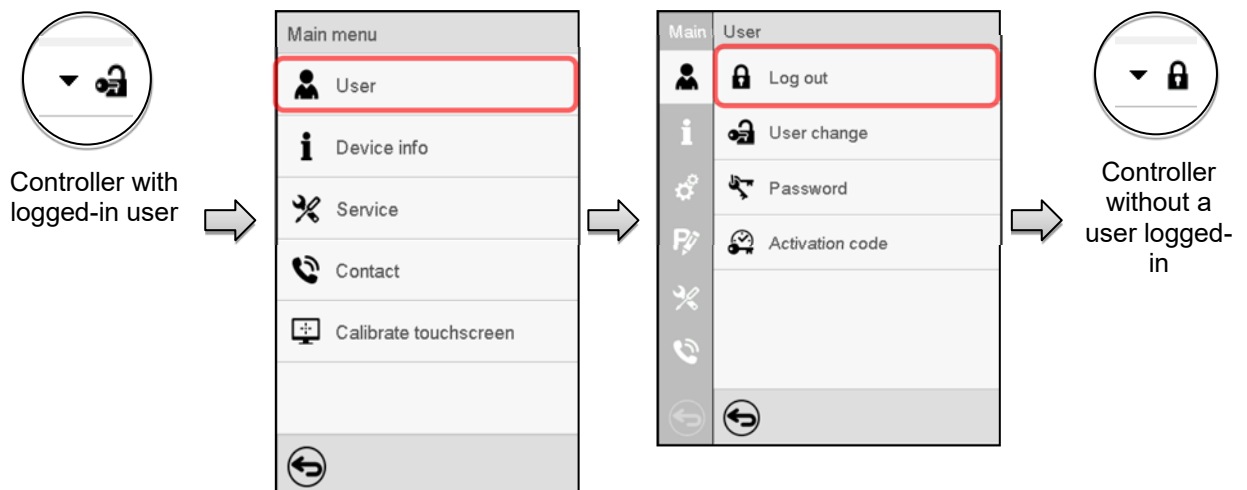 Controller with
logged-in user
Main menu
User
Device info
Service
Contact
Calibrate touchscreen
Main
User
Log out
User change
Password
Activation code
Controller
without a
user logged-
in